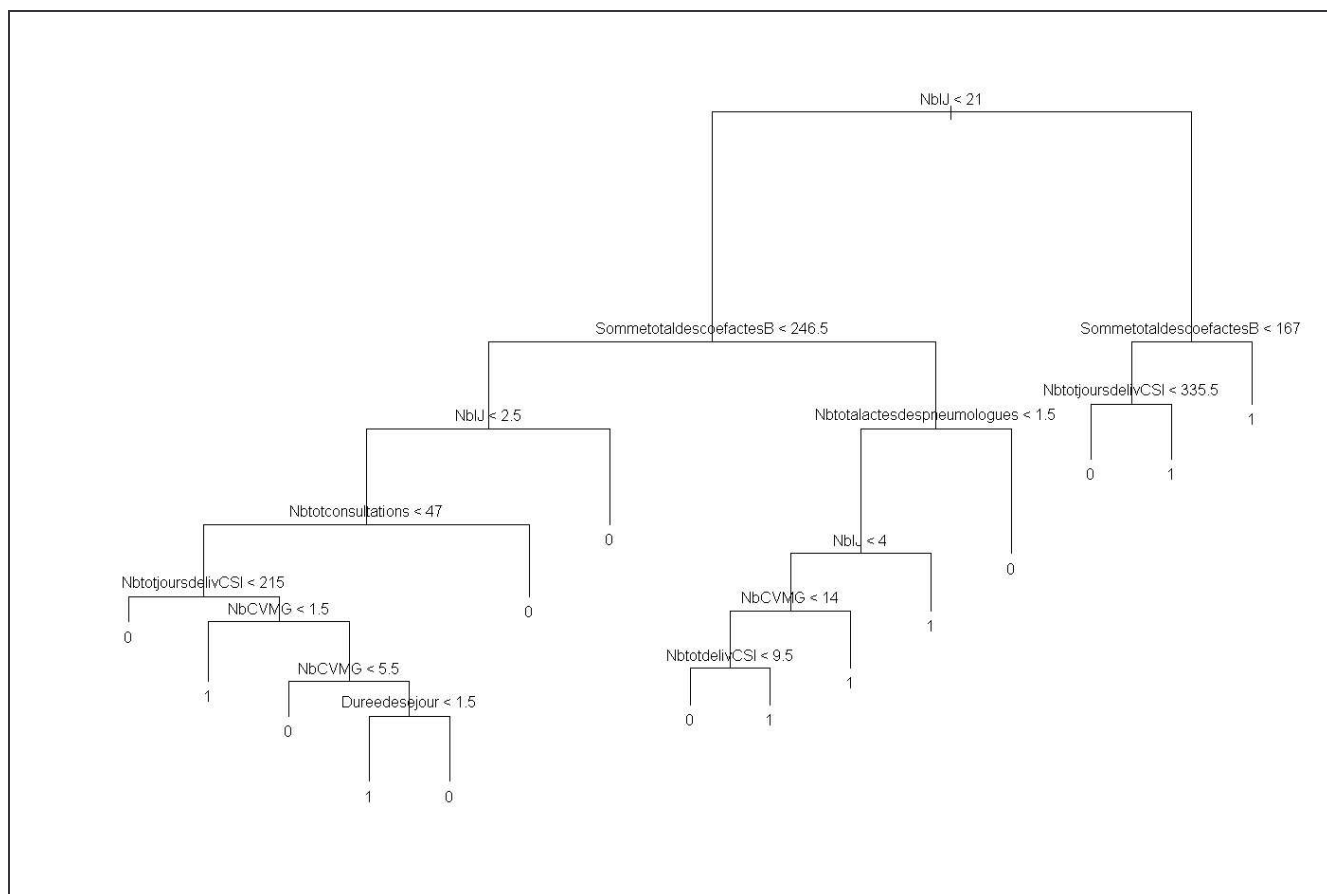 NbIJ < 21
SommetotaldescoefactesB < 246.5
SommetotaldescoefactesB < 167
NbtotjoursdelivCSI < 335.5
NbIJ < 2.5
Nbtotalactesdespneumologues < 1.5
1
0
1
Nbtotconsultations < 47
0
NbIJ < 4
0
NbtotjoursdelivCSI < 215
0
NbCVMG < 1.5
NbCVMG < 14
0
1
NbtotdelivCSI < 9.5
NbCVMG < 5.5
1
1
Dureedesejour < 1.5
0
0
1
1
0